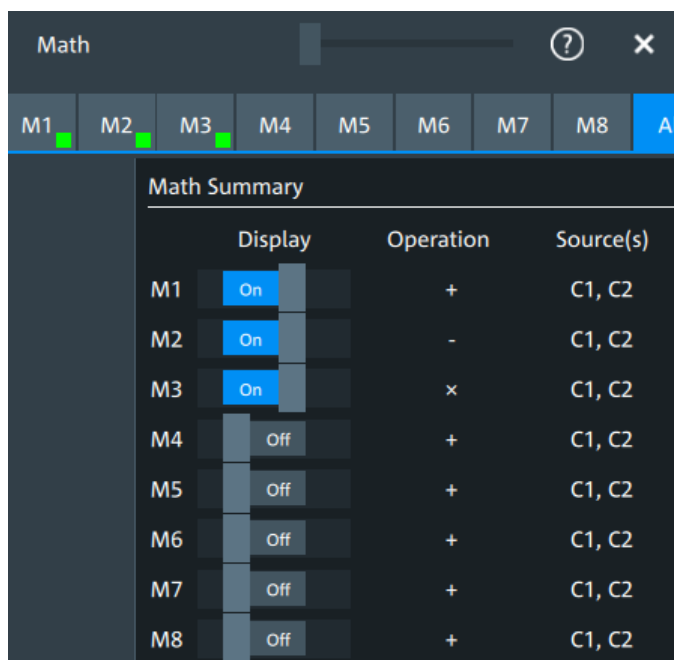 Math ? ×
M1 M2 M3 M4 M5 M6 M7 M8
Math Summary
Display Operation Source(s)
M1 On + C1, C2
M2 On - C1, C2
M3 On × C1, C2
M4 Off + C1, C2
M5 Off + C1, C2
M6 Off + C1, C2
M7 Off + C1, C2
M8 Off + C1, C2